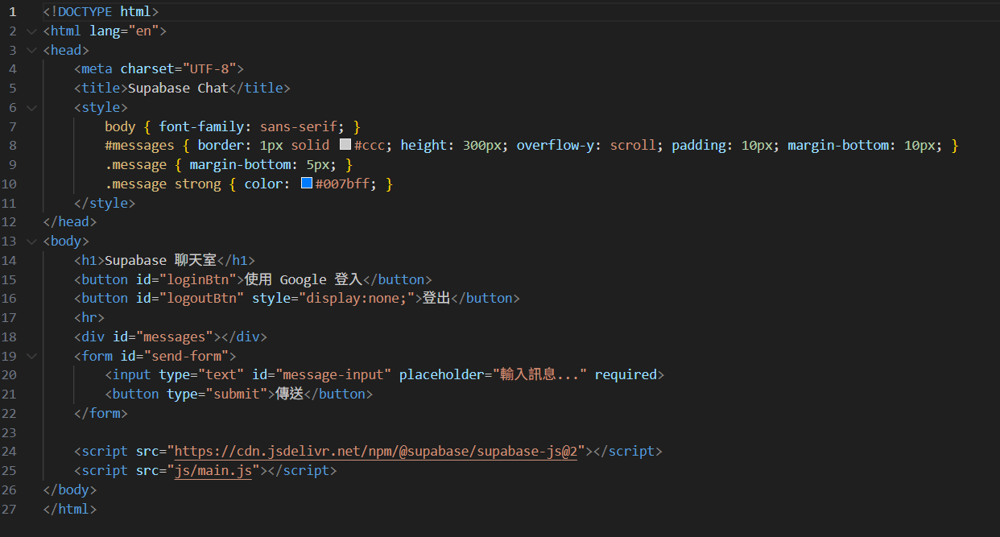 1 <!DOCTYPE html>
2 <html lang="en">
3 <head>
4     <meta charset="UTF-8">
5     <title>Supabase Chat</title>
6     <style>
7         body { font-family: sans-serif; }
8         #messages { border: 1px solid #ccc; height: 300px; overflow-y: scroll; padding: 10px; margin-bottom: 10px; }
9         .message { margin-bottom: 5px; }
10         .message strong { color: #007bff; }
11     </style>
12 </head>
13 <body>
14     <h1>Supabase 聊天室</h1>
15     <button id="loginBtn">使用 Google 登入</button>
16     <button id="logoutBtn" style="display:none;">登出</button>
17     <hr>
18     <div id="messages"></div>
19     <form id="send-form">
20         <input type="text" id="message-input" placeholder="輸入訊息..." required>
21         <button type="submit">傳送</button>
22     </form>
23
24     <script src="https://cdn.jsdelivr.net/npm/@supabase/supabase-js@2"></script>
25     <script src="js/main.js"></script>
26 </body>
27 </html>